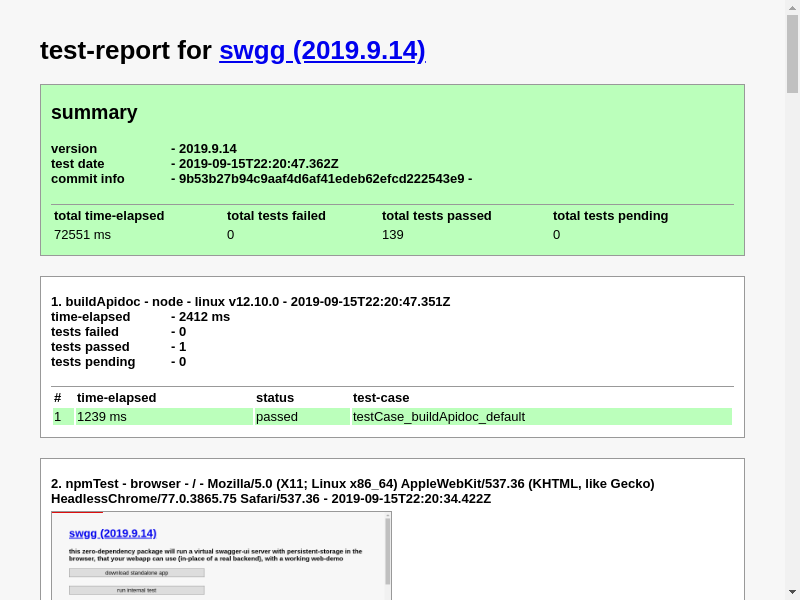 test-report for swgg (2019.9.14)
summary
version - 2019.9.14
test date - 2019-09-15T22:20:47.362Z
commit info - 9b53b27b94c9aaf4d6af41edeb62efcd222543e9 -
total time-elapsed total tests failed total tests passed total tests pending
72551 ms 0 139 0
1. buildApidoc - node - linux v12.10.0 - 2019-09-15T22:20:47.351Z
time-elapsed - 2412 ms
tests failed - 0
tests passed - 1
tests pending - 0
# time-elapsed status test-case
1 1239 ms passed testCase_buildApidoc_default
2. npmTest - browser - / - Mozilla/5.0 (X11; Linux x86_64) AppleWebKit/537.36 (KHTML, like Gecko)
HeadlessChrome/77.0.3865.75 Safari/537.36 - 2019-09-15T22:20:34.422Z
swgg (2019.9.14)
this zero-dependency package will run a virtual swagger-ui server with persistent-storage in the
browser, that your webapp can use (in-place of a real backend), with a working web-demo
download standalone app
run internal test